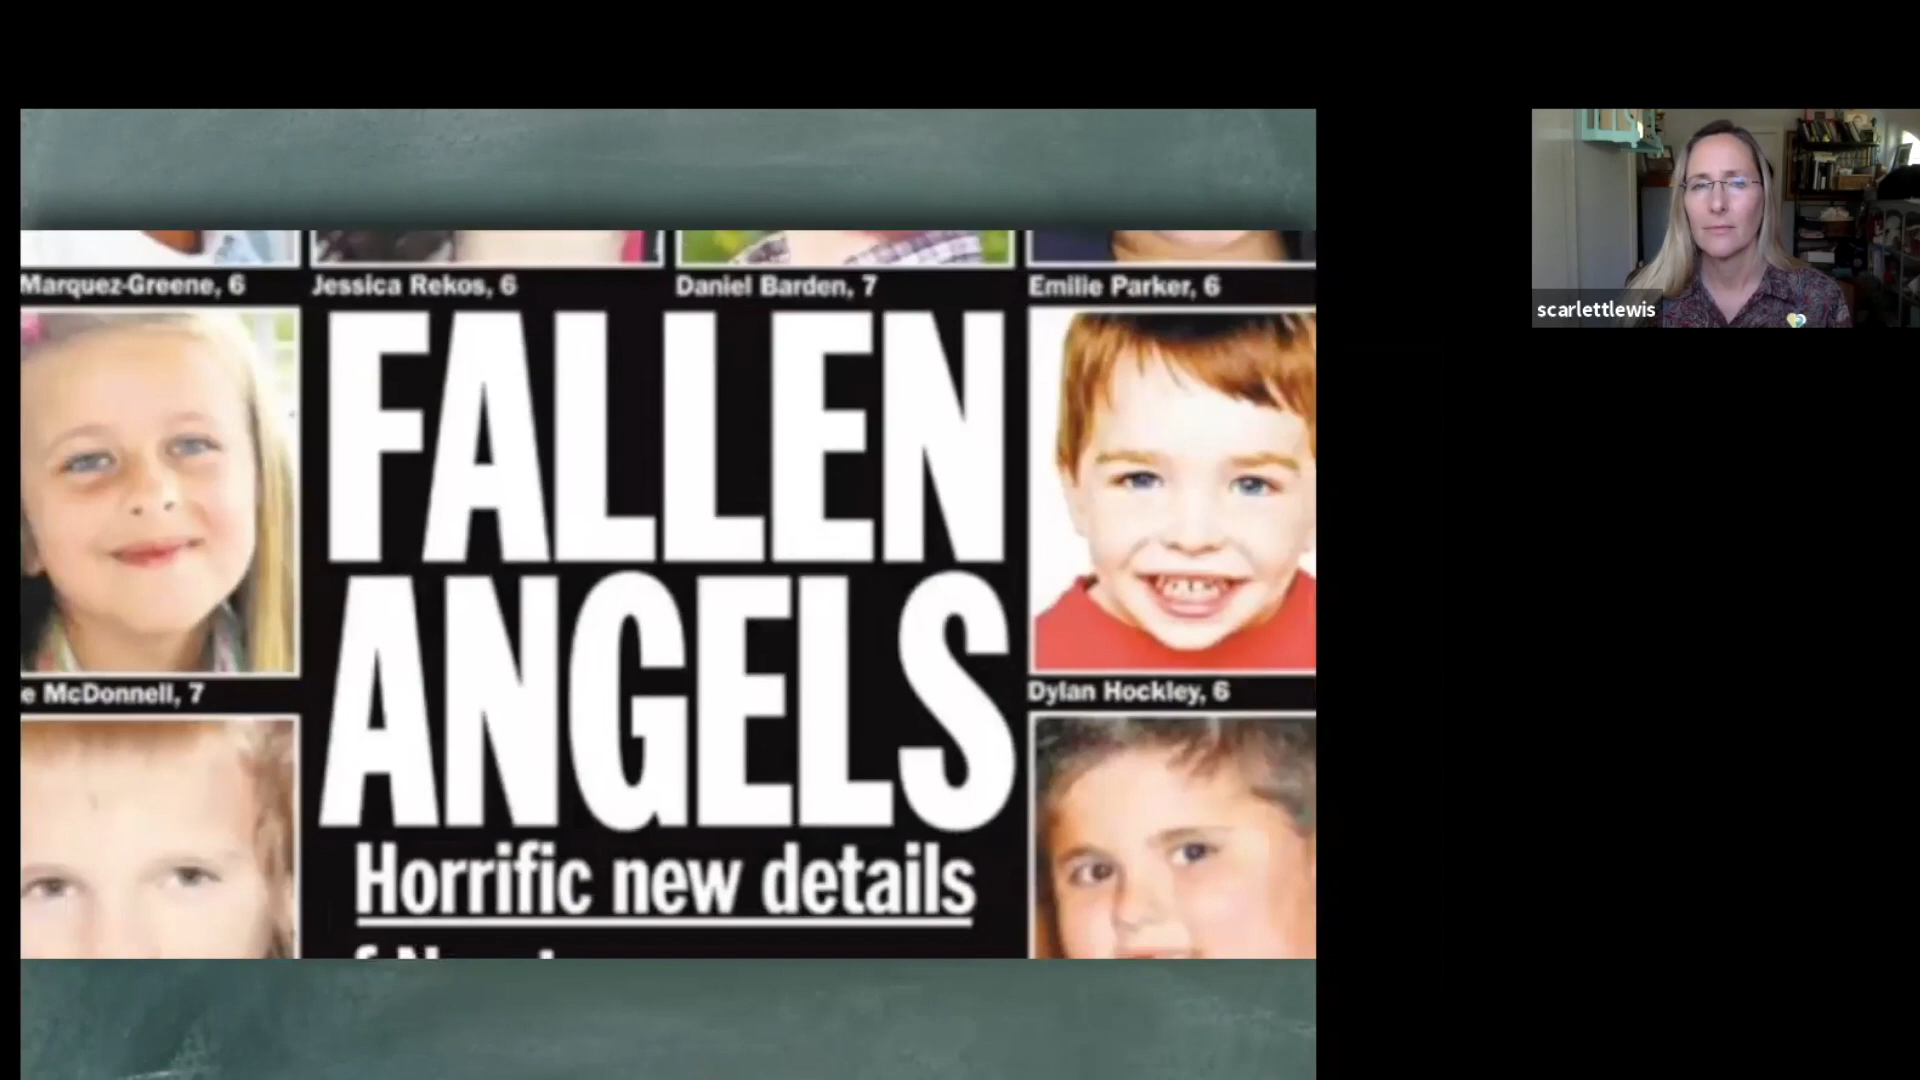 Marquez-Greene, 6
Jessica Rekos, 6
Daniel Barden, 7
Emilie Parker, 6
FALLEN
ANGELS
e McDonnell, 7
Dylan Hockley, 6
Horrific new details
scarlettlewis